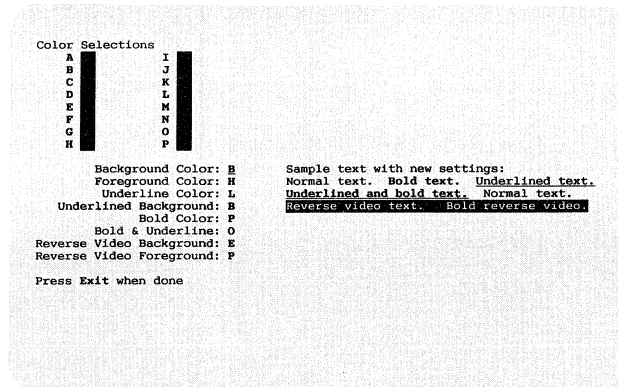 Color Selections
A I
B J
C K
D L
E M
F N
G O
H P
Background Color: B
Foreground Color: H
Underline Color: L
Underlined Background: B
Bold Color: P
Bold & Underline: O
Reverse Video Background: E
Reverse Video Foreground: P
Sample text with new settings:
Normal text. Bold text. Underlined text.
Underlined and bold text. Normal text.
Reverse video text. Bold reverse video.
Press Exit when done